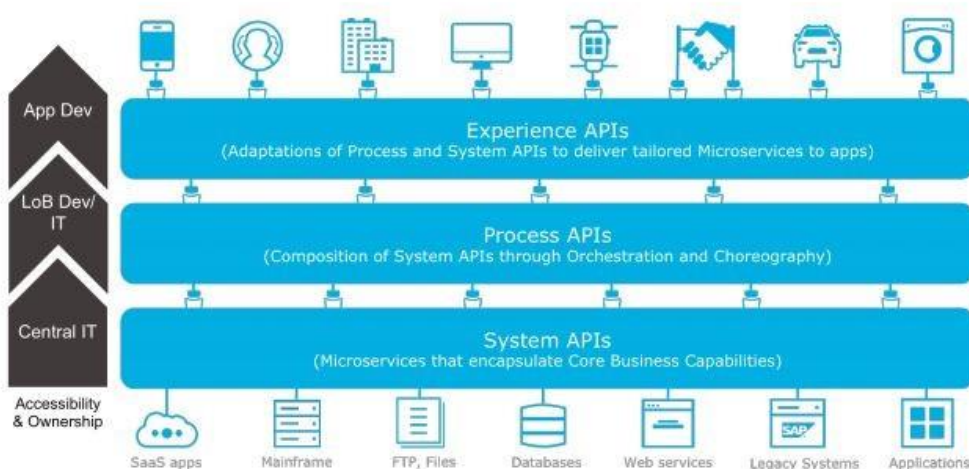 App Dev
LoB Dev/
IT
Central IT
Accessibility
& Ownership
Experience APIs
(Adaptations of Process and System APIs to deliver tailored Microservices to apps)
Process APIs
(Composition of System APIs through Orchestration and Choreography)
System APIs
(Microservices that encapsulate Core Business Capabilities)
SAP
SaaS apps
Mainframe
FTP, Files
Databases
Web services
Legacy Systems
Applications